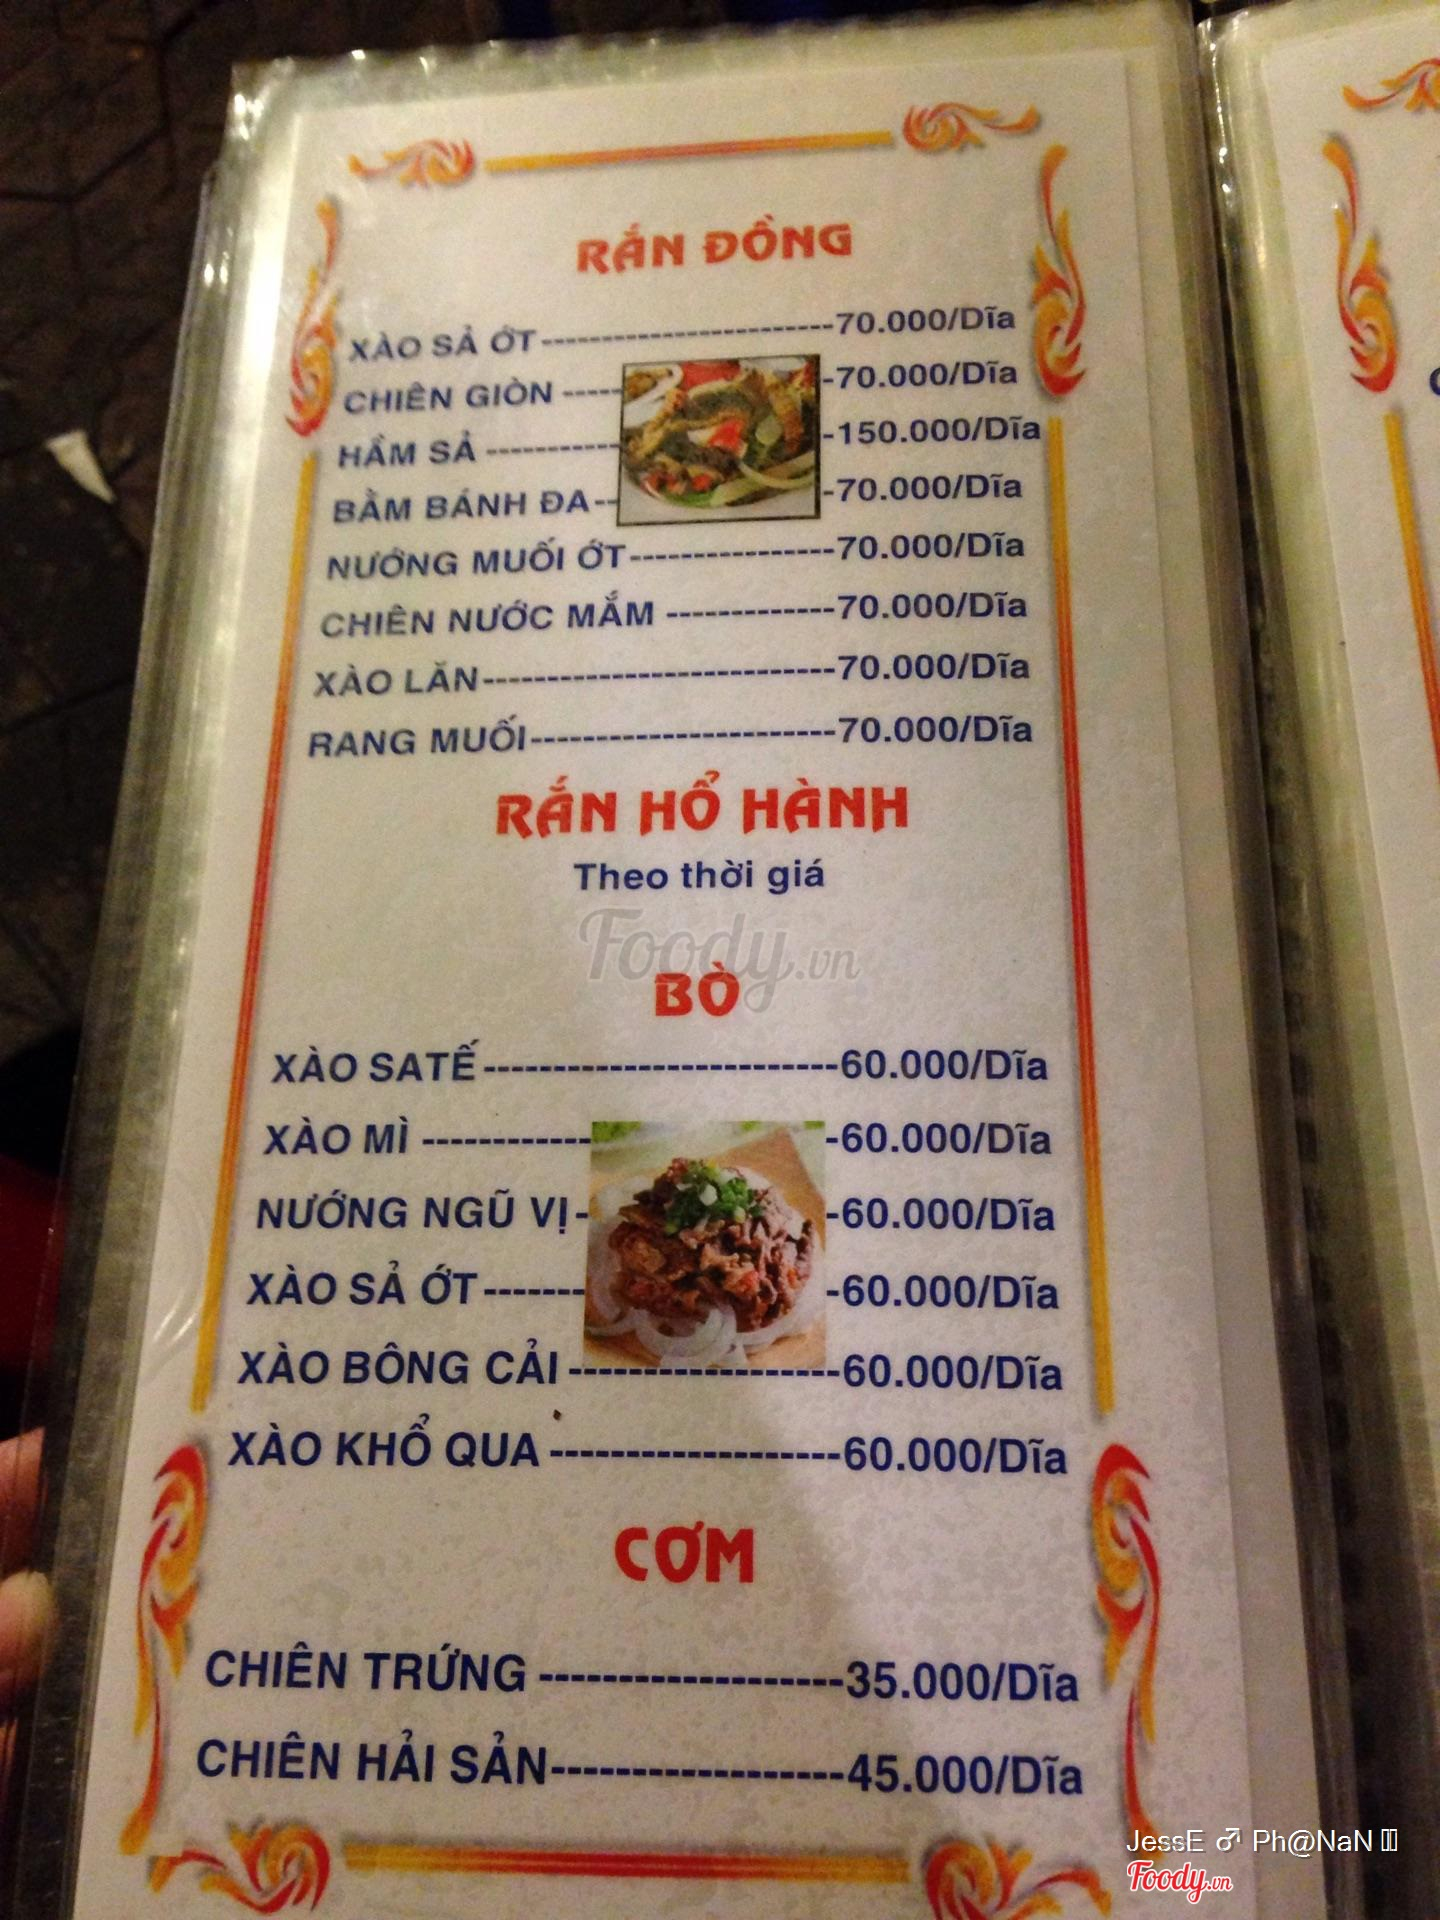 RẮN ĐỒNG
XÀO SẢ ỚT-----------------------70.000/Dĩa
CHIÊN GIÒN ----- -70.000/Dĩa
HẦM SẢ ----------- -150.000/Dĩa
BẰM BÁNH ĐA-- -70.000/Dĩa
NƯỚNG MUỐI ỚT----------------70.000/Dĩa
CHIÊN NƯỚC MẮM -------------70.000/Dĩa
XÀO LĂN---------------------------70.000/Dĩa
RANG MUỐI-----------------------70.000/Dĩa
RẮN HỔ HÀNH
Theo thời giá
Foody.vn
BÒ
XÀO SATẾ-------------------------60.000/Dĩa
XÀO MÌ ------------ -60.000/Dĩa
NƯỚNG NGŨ VỊ- -60.000/Dĩa
XÀO SẢ ỚT------- -60.000/Dĩa
XÀO BÔNG CẢI -------------------60.000/Dĩa
XÀO KHỔ QUA --------------------60.000/Dĩa
CƠM
CHIÊN TRỨNG -------------------35.000/Dĩa
CHIÊN HẢI SẢN-------------------45.000/Dĩa
JessE ♂ Ph@NaN
Foody.vn